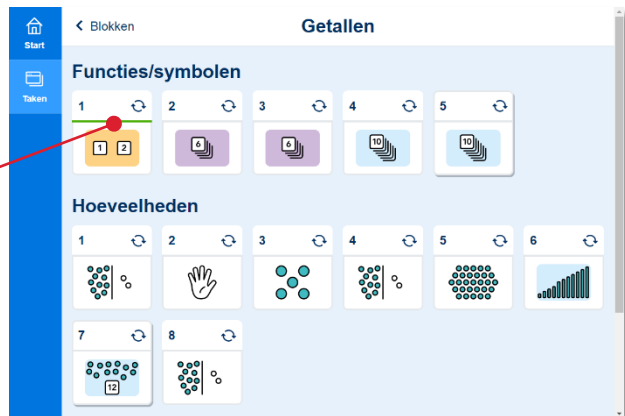 Start
Taken
Blokken
Getallen
Functies/symbolen
1 2 3 4 5
1 2 6 6 10 10
Hoeveelheden
1 2 3 4 5 6
7 8
12